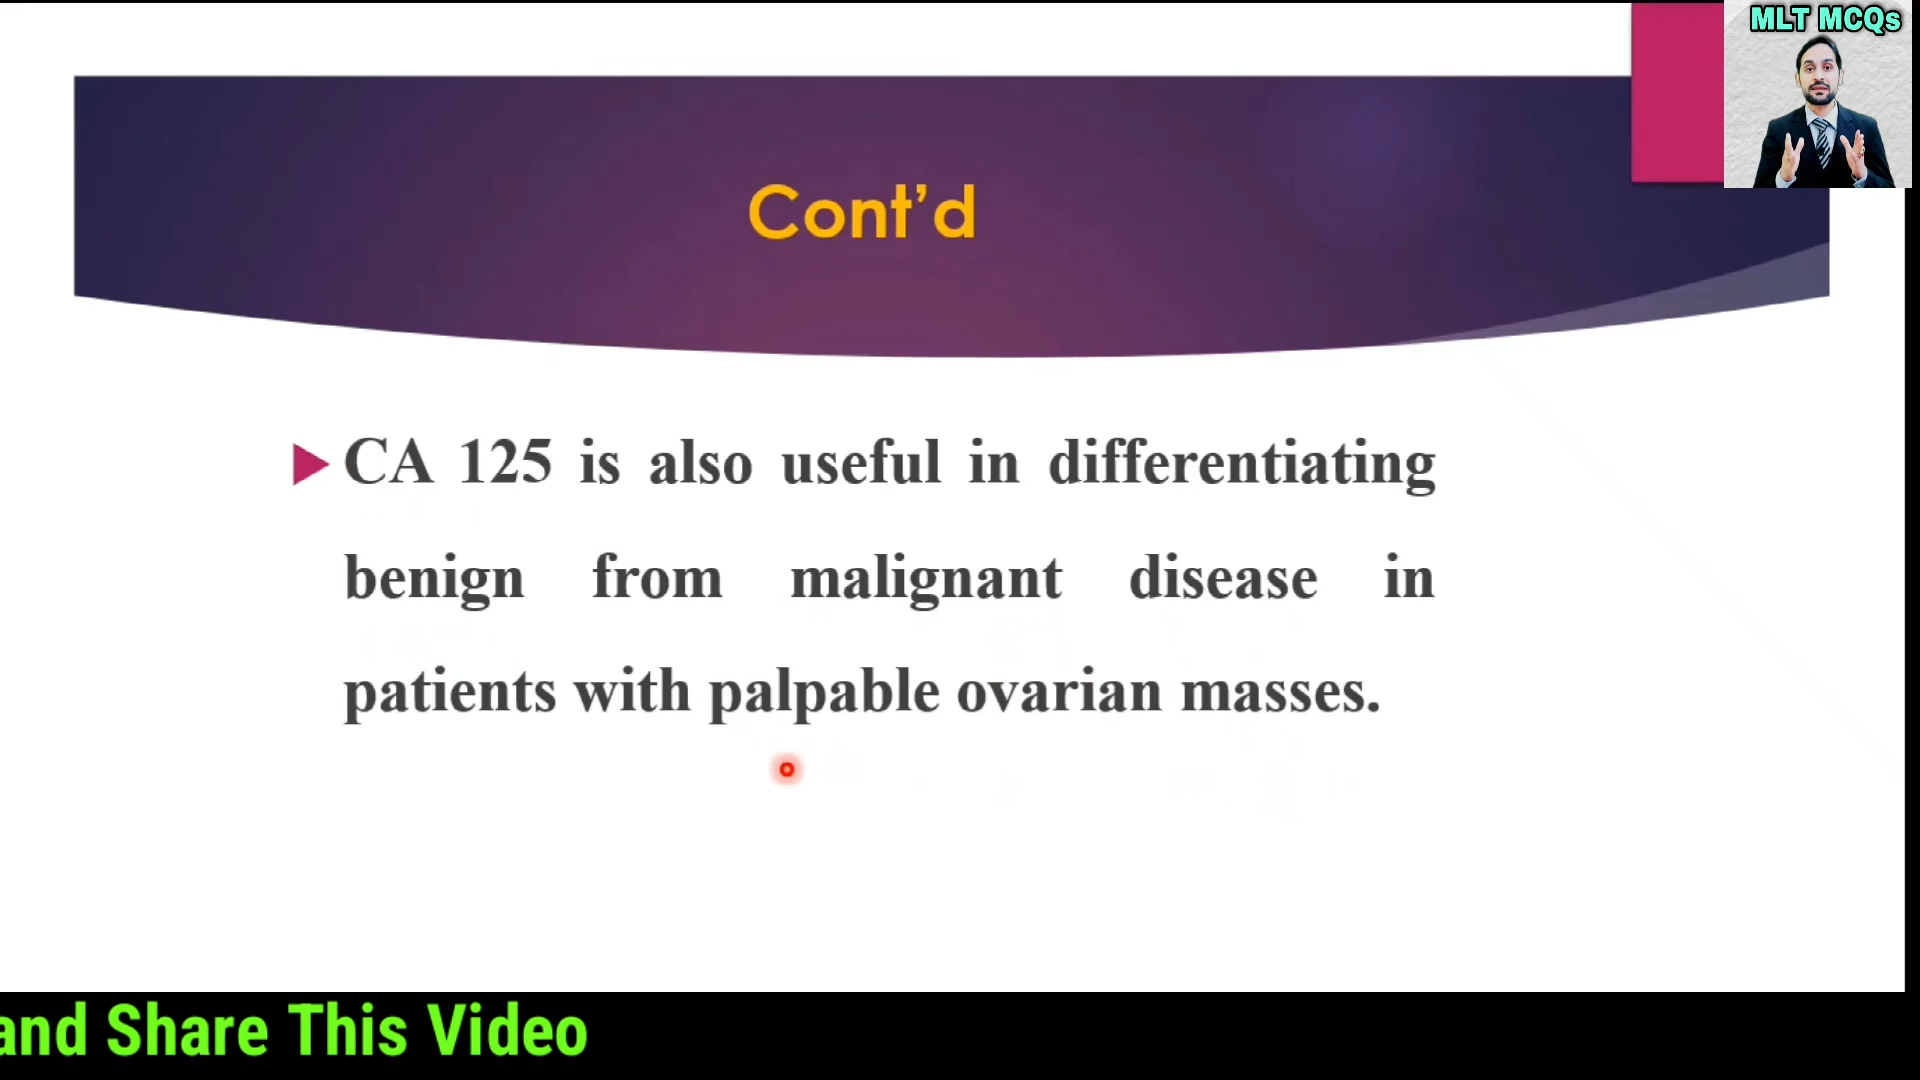 MLT MCQs
Cont’d
CA 125 is also useful in differentiating
benign from malignant disease in
patients with palpable ovarian masses.
and Share This Video